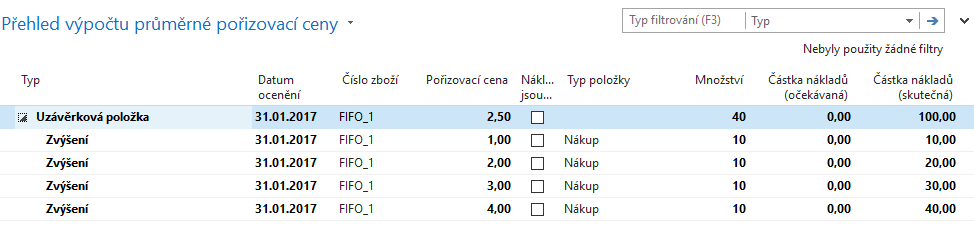 Přehled výpočtu průměrné pořizovací ceny
Typ filtrování (F3) Typ
Nebyly použity žádné filtry
Typ Datum ocenění Číslo zboží Pořizovací cena Nákl... jsou... Typ položky Množství Částka nákladů (očekávaná) Částka nákladů (skutečná)
Uzávěrková položka 31.01.2017 FIFO_1 2,50 40 0,00 100,00
Zvýšení 31.01.2017 FIFO_1 1,00 Nákup 10 0,00 10,00
Zvýšení 31.01.2017 FIFO_1 2,00 Nákup 10 0,00 20,00
Zvýšení 31.01.2017 FIFO_1 3,00 Nákup 10 0,00 30,00
Zvýšení 31.01.2017 FIFO_1 4,00 Nákup 10 0,00 40,00